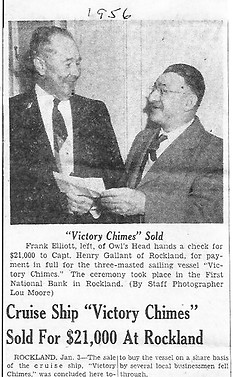 1956
"Victory Chimes" Sold
Frank Elliott, left, of Owl's Head hands a check for
$21,000 to Capt. Henry Gallant of Rockland, for pay-
ment in full for the three-masted sailing vessel "Vic-
tory Chimes." The ceremony took place in the First
National Bank in Rockland. (By Staff Photographer
Lou Moore)
Cruise Ship "Victory Chimes"
Sold For $21,000 At Rockland
ROCKLAND, Jan. 3—The sale
of the cruise ship, "Victory
Chimes," was concluded here to-
to buy the vessel on a share basis
by several local businessmen fell
through.